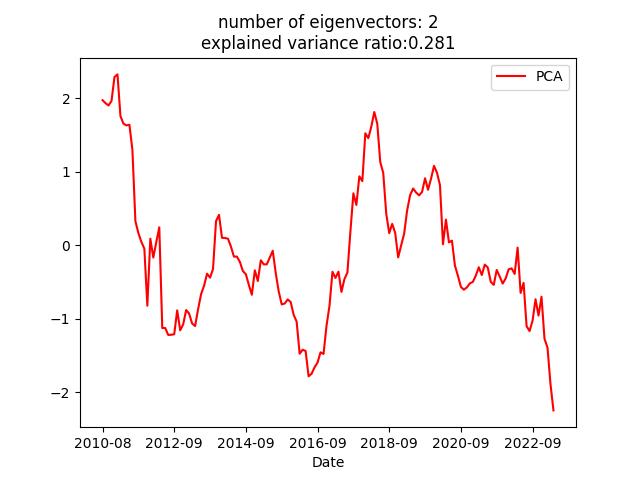 number of eigenvectors: 2
explained variance ratio:0.281
PCA
2
1
0
−1
−2
2010-08 2012-09 2014-09 2016-09 2018-09 2020-09 2022-09
Date